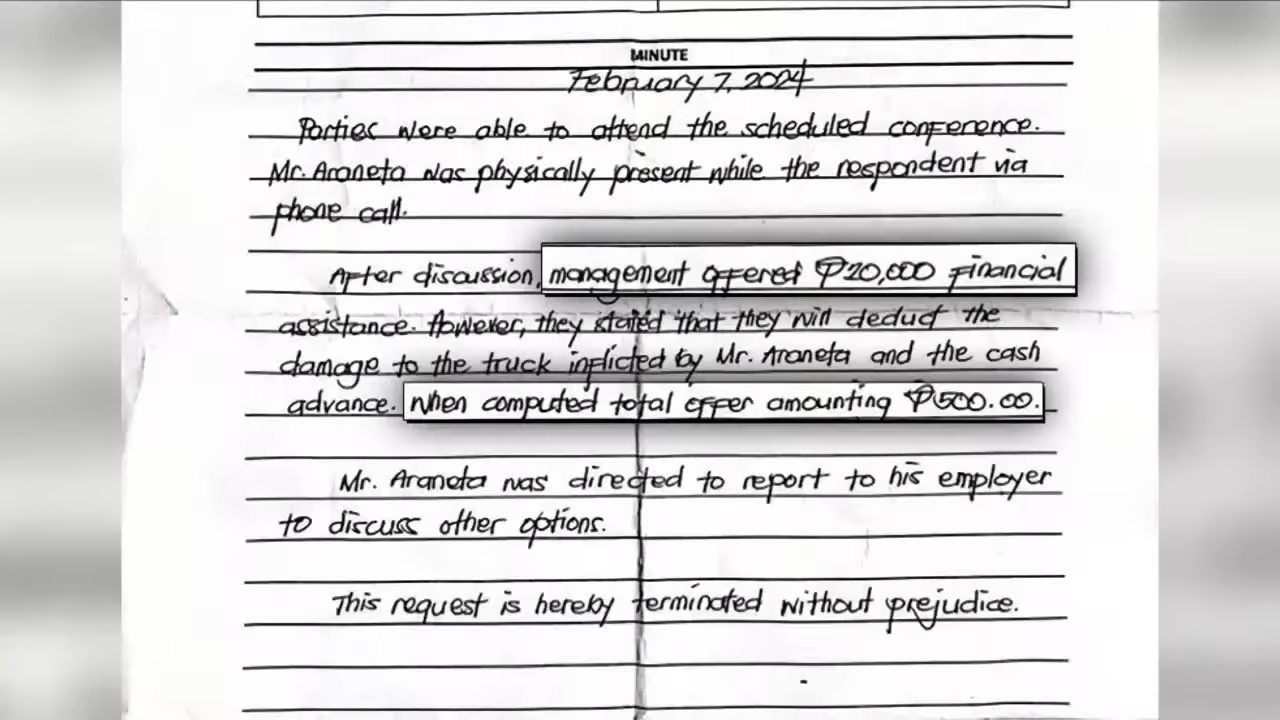 MINUTE
February 7, 2024
Parties were able to attend the scheduled conference.
Mr. Araneta was physically present while the respondent via
phone call.
After discussion, management offered ₱20,000 financial
assistance. However, they stated that they will deduct the
damage to the truck inflicted by Mr. Araneta and the cash
advance. When computed total offer amounting ₱500.00.
Mr. Araneta was directed to report to his employer
to discuss other options.
This request is hereby terminated without prejudice.